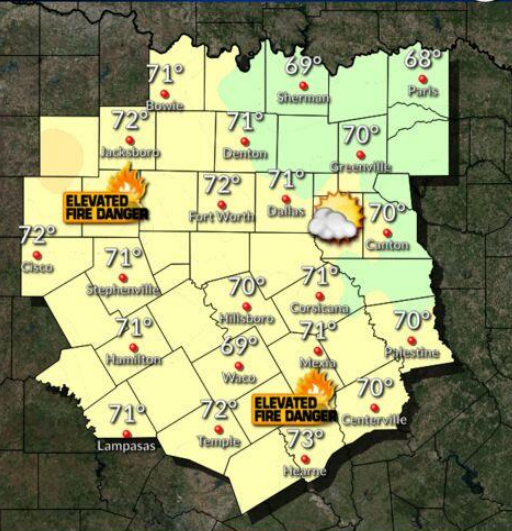 71°
Bowie
69°
Sherman
68°
Paris
72°
Jacksboro
71°
Denton
70°
Greenville
ELEVATED
FIRE DANGER
72°
Fort Worth
71°
Dallas
70°
Canton
72°
Cisco
71°
Stephenville
70°
Hillsboro
71°
Corsicana
71°
Hamilton
69°
Waco
71°
Mexia
70°
Palestine
ELEVATED
FIRE DANGER
71°
Lampasas
72°
Temple
70°
Centerville
73°
Hearne